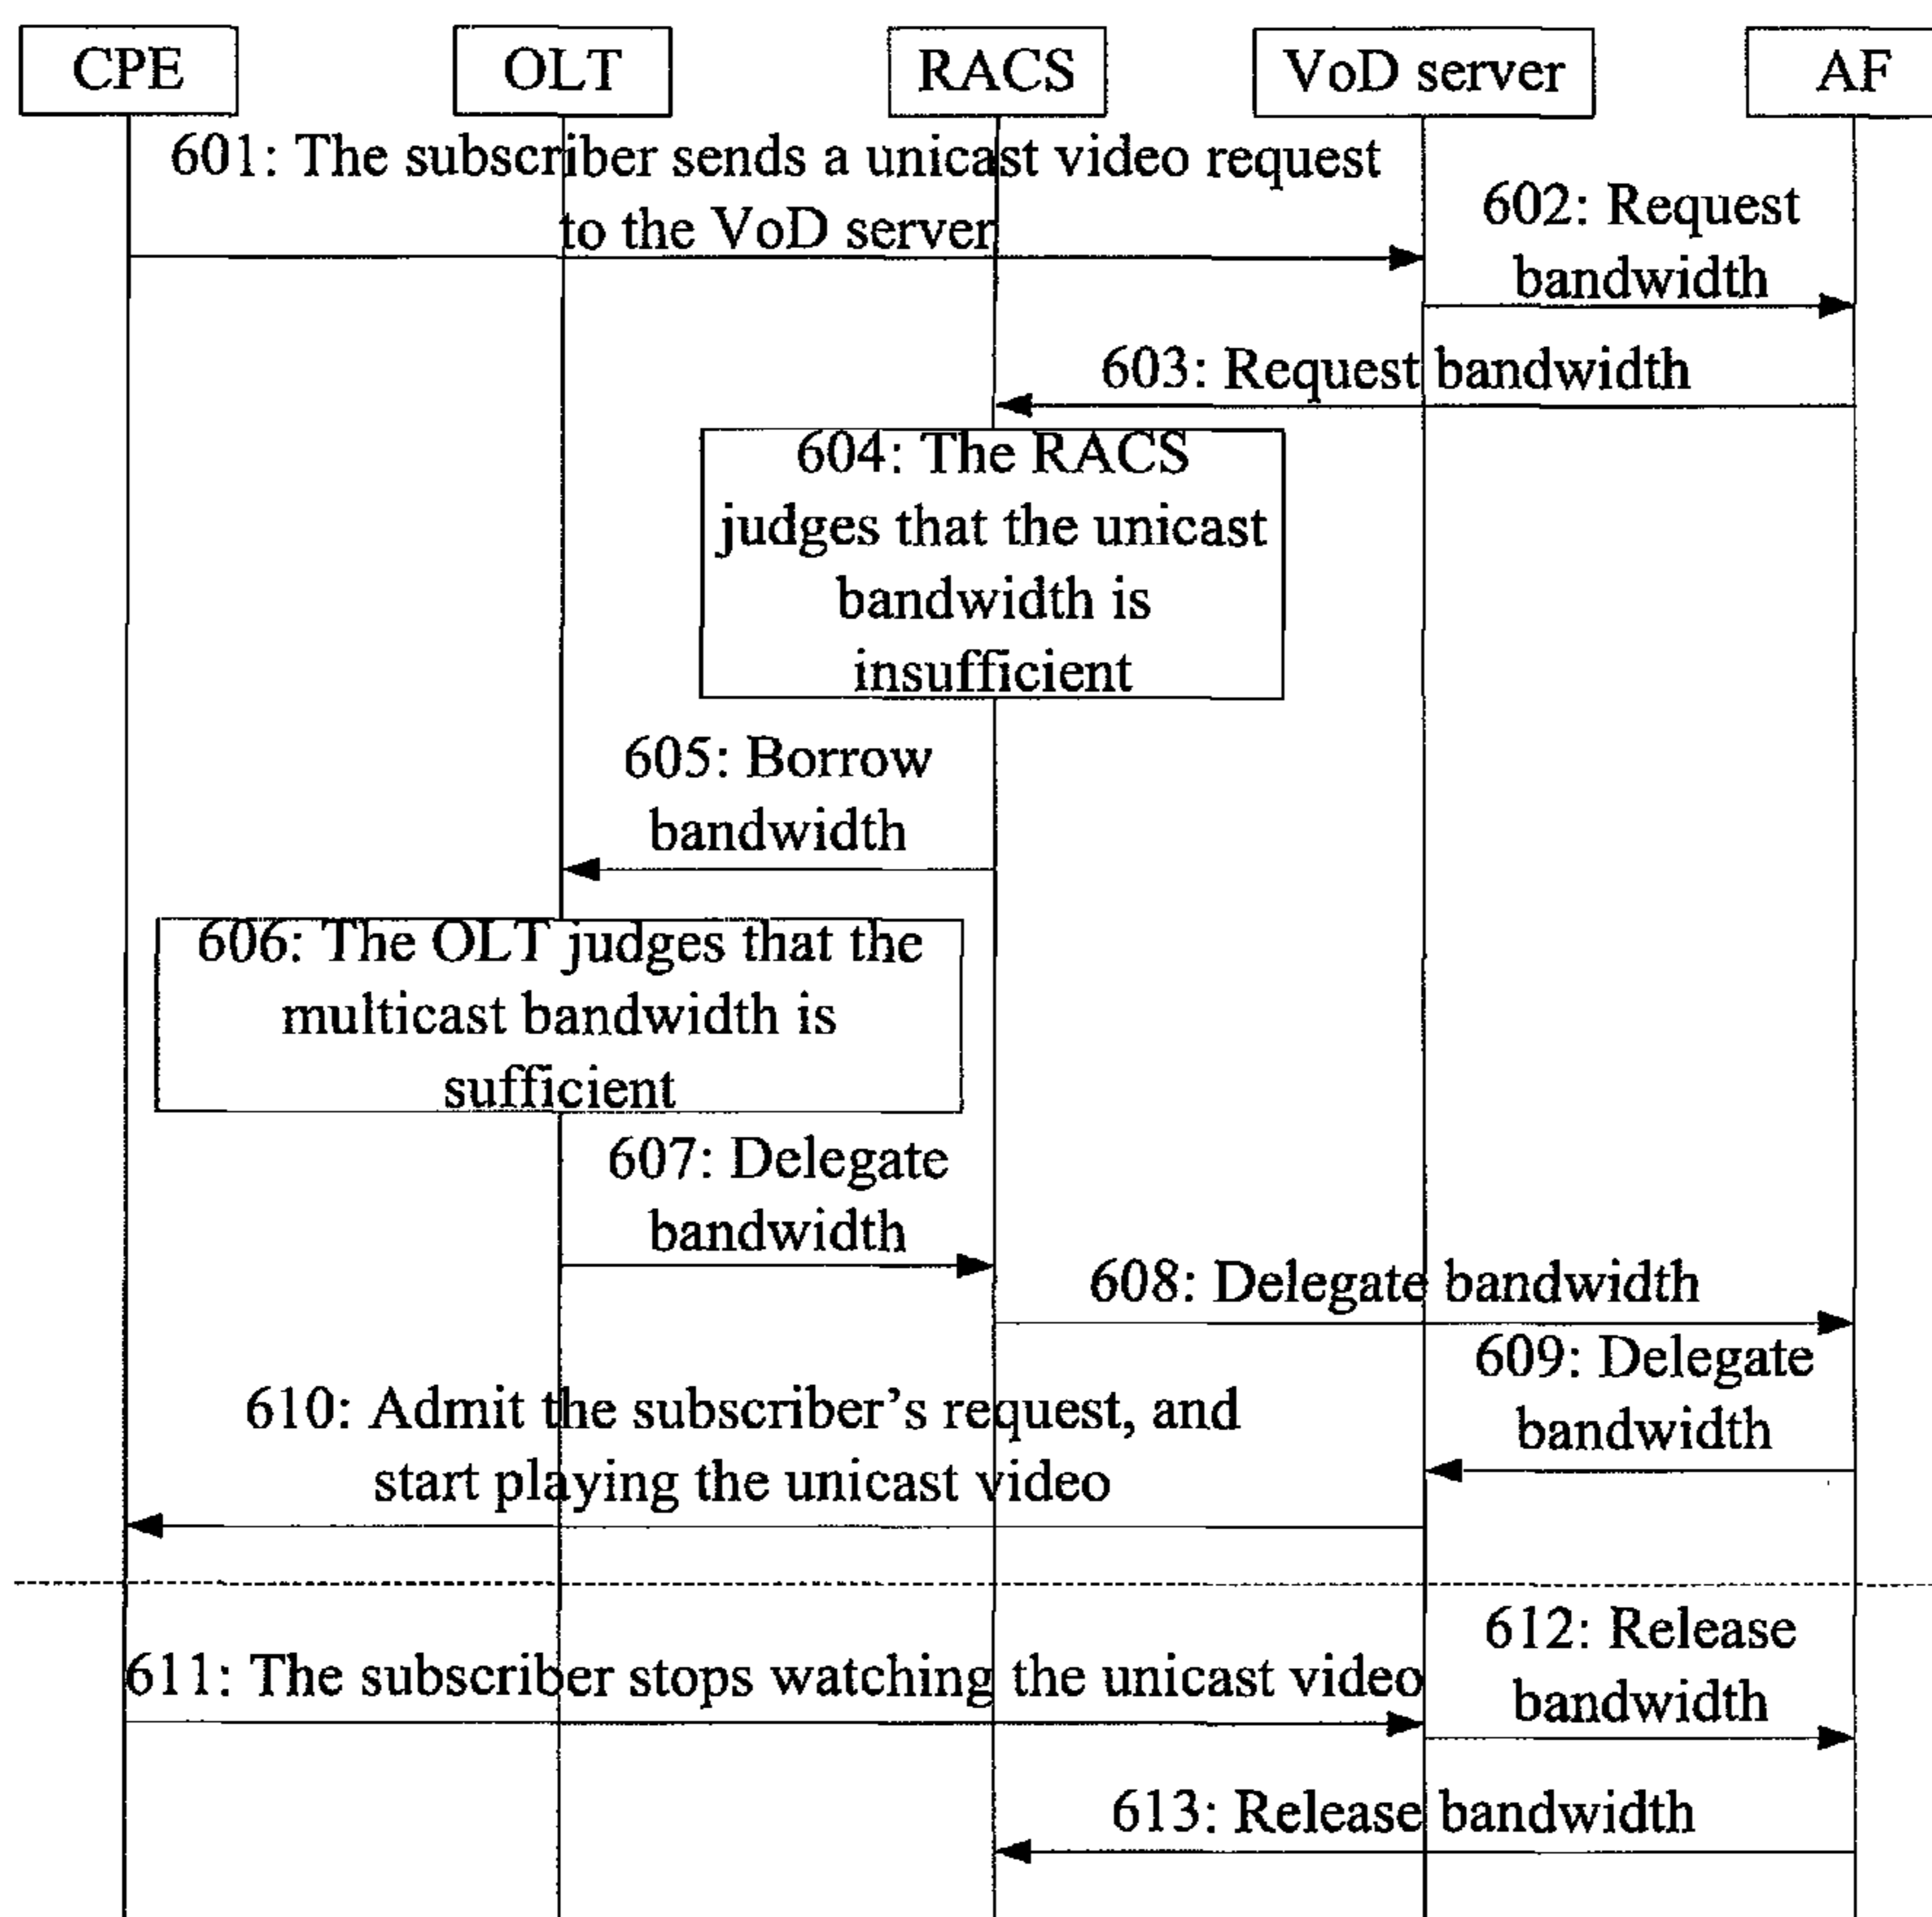 CPE
OLT
RACS
VoD server
AF
601: The subscriber sends a unicast video request
to the VoD server
602: Request
bandwidth
603: Request bandwidth
604: The RACS
judges that the unicast
bandwidth is
insufficient
605: Borrow
bandwidth
606: The OLT judges that the
multicast bandwidth is
sufficient
607: Delegate
bandwidth
608: Delegate bandwidth
609: Delegate
bandwidth
610: Admit the subscriber’s request, and
start playing the unicast video
611: The subscriber stops watching the unicast video
612: Release
bandwidth
613: Release bandwidth